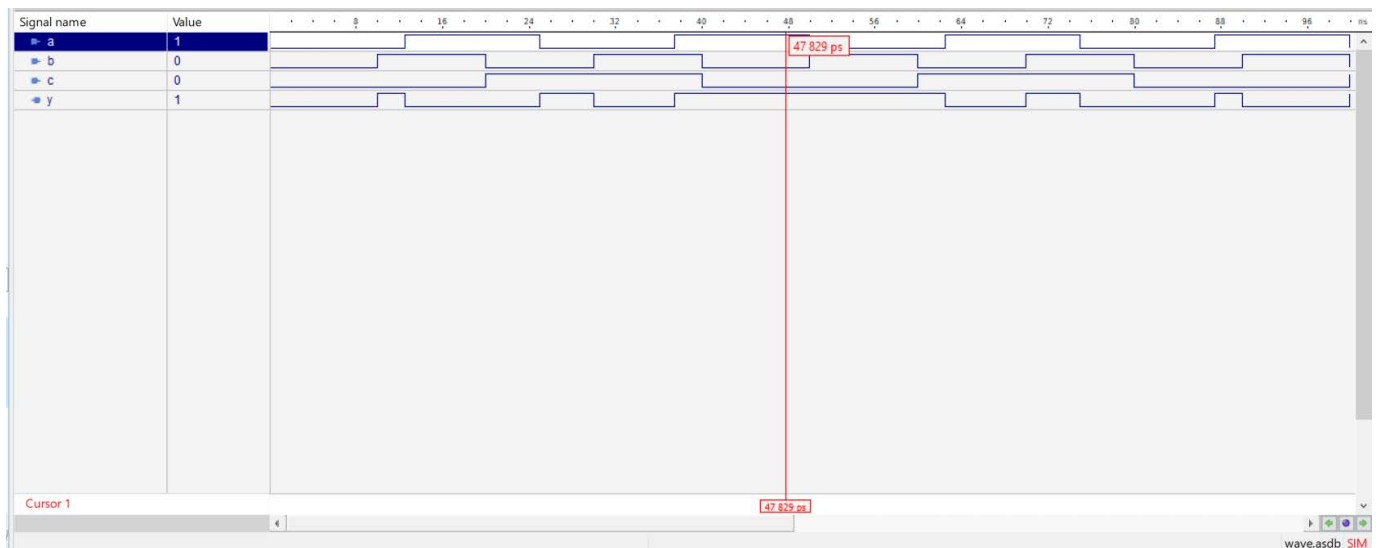 Signal name Value 8 16 24 32 40 48 56 64 72 80 88 96 ns
a 1
47 829 ps
b 0
c 0
y 1
Cursor 1 47 829 ps
wave.asdb SIM